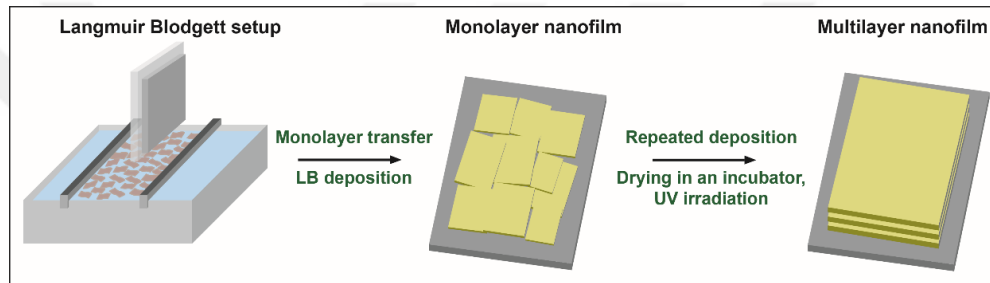 Langmuir Blodgett setup
Monolayer nanofilm
Multilayer nanofilm
Monolayer transfer
LB deposition
Repeated deposition
Drying in an incubator,
UV irradiation